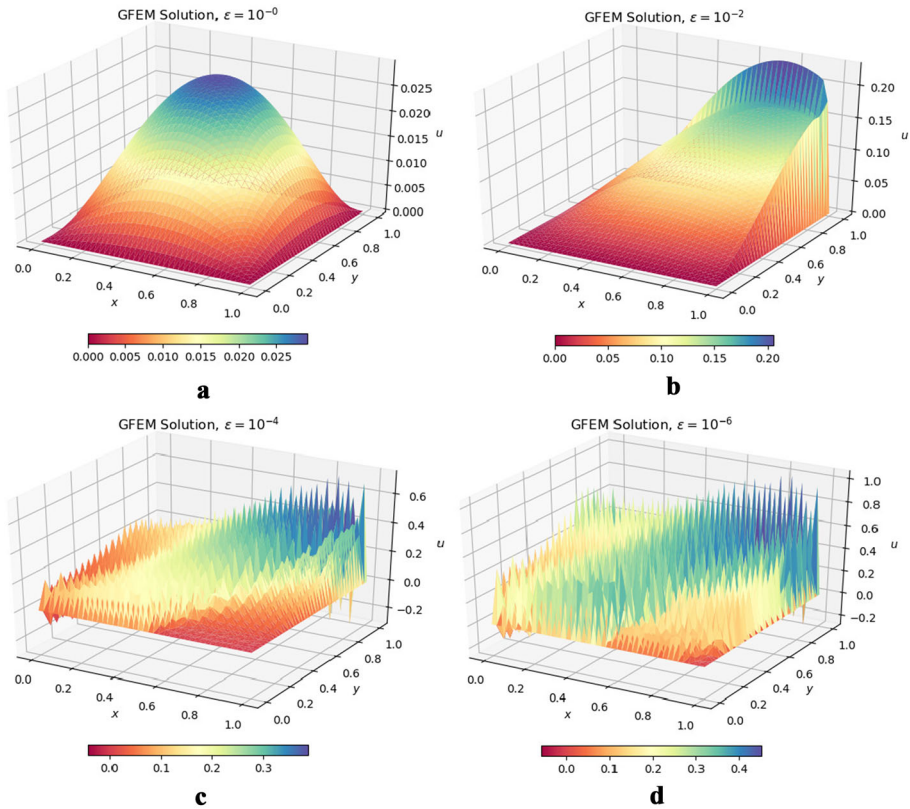 GFEM Solution, ε = 10⁻⁰
0.025
0.020
u
0.015
0.010
0.005
0.000
0.0 0.2 0.4 0.6 0.8 1.0
x
0.0 0.2 0.4 0.6 0.8 1.0
y
0.000 0.005 0.010 0.015 0.020 0.025
a
GFEM Solution, ε = 10⁻²
0.20
u
0.15
0.10
0.05
0.00
0.0 0.2 0.4 0.6 0.8 1.0
x
0.0 0.2 0.4 0.6 0.8 1.0
y
0.00 0.05 0.10 0.15 0.20
b
GFEM Solution, ε = 10⁻⁴
0.6
0.4
u
0.2
0.0
−0.2
0.0 0.2 0.4 0.6 0.8 1.0
x
0.0 0.2 0.4 0.6 0.8 1.0
y
0.0 0.1 0.2 0.3
c
GFEM Solution, ε = 10⁻⁶
1.0
0.8
0.6
u
0.4
0.2
0.0
−0.2
0.0 0.2 0.4 0.6 0.8 1.0
x
0.0 0.2 0.4 0.6 0.8 1.0
y
0.0 0.1 0.2 0.3 0.4
d